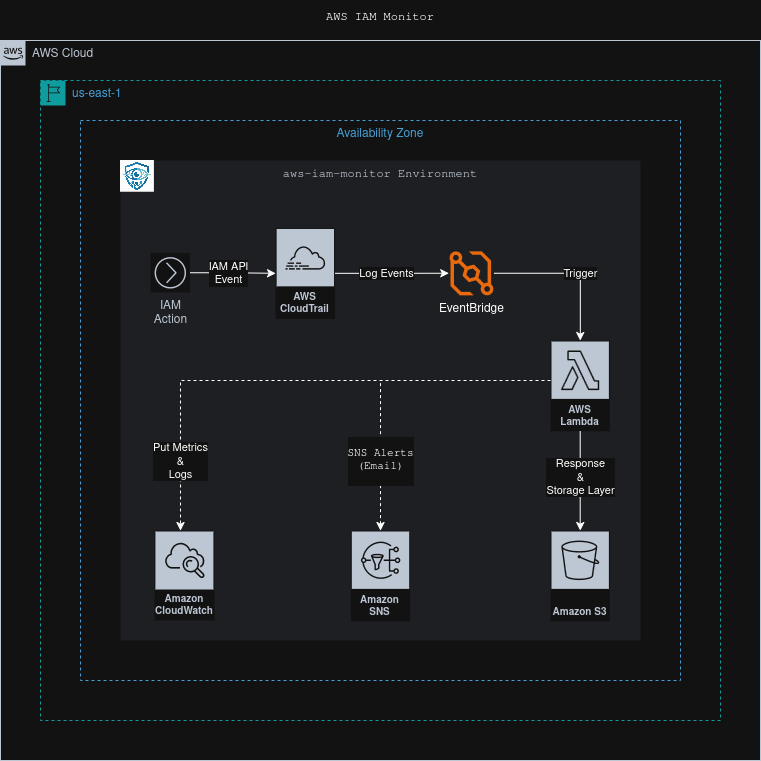 AWS IAM Monitor
aws
AWS Cloud
us-east-1
Availability Zone
aws-iam-monitor Environment
IAM API
Event
Log Events
Trigger
IAM
Action
AWS
CloudTrail
EventBridge
AWS
Lambda
Put Metrics
&
Logs
SNS Alerts
(Email)
Response
&
Storage Layer
Amazon
CloudWatch
Amazon
SNS
Amazon S3